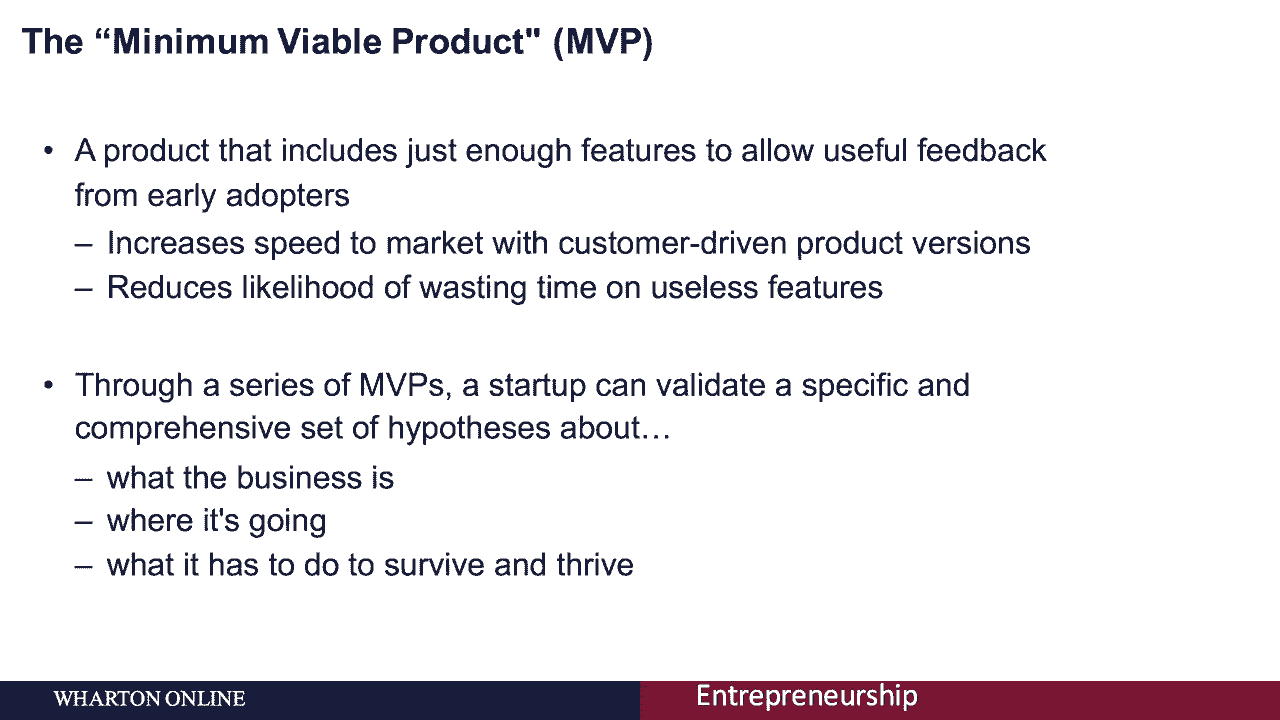 The “Minimum Viable Product" (MVP)
• A product that includes just enough features to allow useful feedback
from early adopters
– Increases speed to market with customer-driven product versions
– Reduces likelihood of wasting time on useless features
• Through a series of MVPs, a startup can validate a specific and
comprehensive set of hypotheses about…
– what the business is
– where it's going
– what it has to do to survive and thrive
WHARTON ONLINE
Entrepreneurship